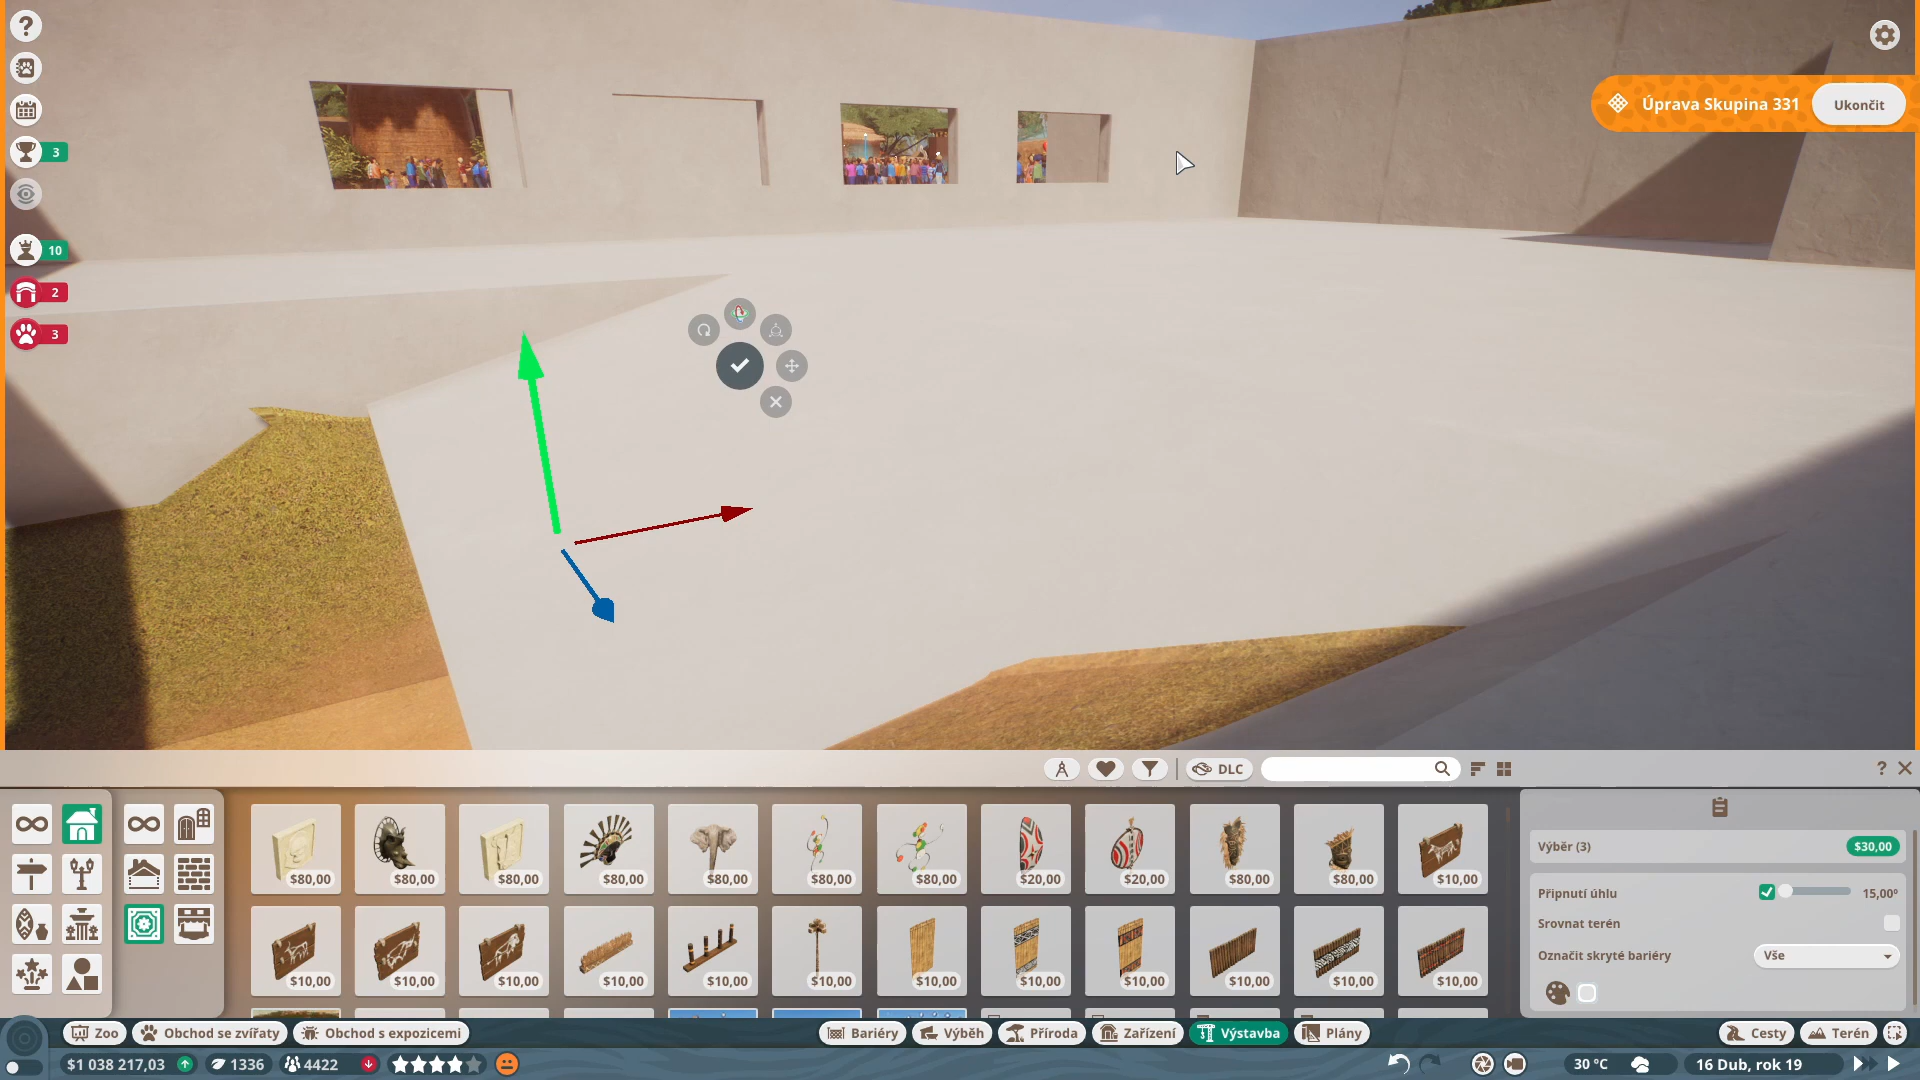 ?
3
10
2
3
Úprava Skupina 331
Ukončit
DLC
?
$80,00
$80,00
$80,00
$80,00
$80,00
$80,00
$80,00
$20,00
$20,00
$80,00
$80,00
$10,00
$10,00
$10,00
$10,00
$10,00
$10,00
$10,00
$10,00
$10,00
$10,00
$10,00
$10,00
$10,00
Výběr (3)
$30,00
Připnutí úhlu
15,00°
Srovnat terén
Označit skryté bariéry
Vše
Zoo
Obchod se zvířaty
Obchod s expozicemi
Bariéry
Výběh
Příroda
Zařízení
Výstavba
Plány
Cesty
Terén
$1 038 217,03
1336
4422
30 °C
16 Dub, rok 19